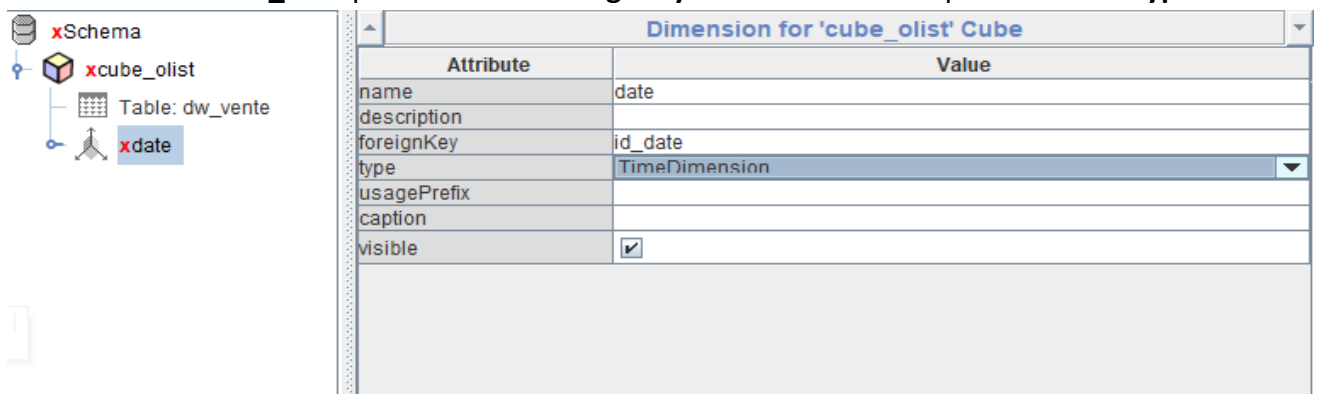 xSchema
xcube_olist
Table: dw_vente
xdate
Dimension for 'cube_olist' Cube
Attribute Value
name date
description
foreignKey id_date
type TimeDimension
usagePrefix
caption
visible